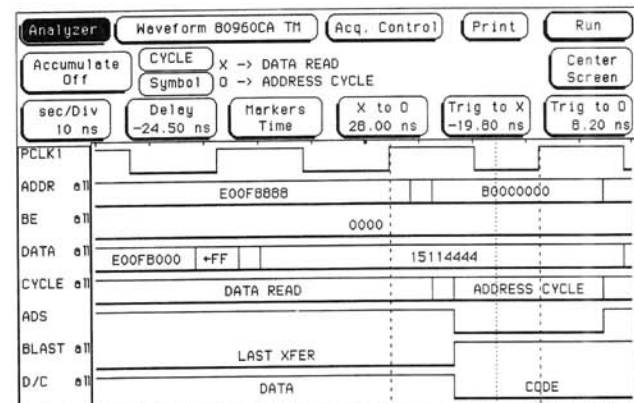 Analyzer Waveform 80960CA TM Acq. Control Print Run
Accumulate Off CYCLE X -> DATA READ Center Screen
Symbol O -> ADDRESS CYCLE
sec/Div Delay Markers X to O Trig to X Trig to O
10 ns -24.50 ns Time 28.00 ns -19.80 ns 8.20 ns
PCLK1
ADDR all E00F8888 80000000
BE all 0000
DATA all E00FB000 ←FF 15114444
CYCLE all DATA READ ADDRESS CYCLE
ADS
BLAST all LAST XFER
D/C all DATA CODE